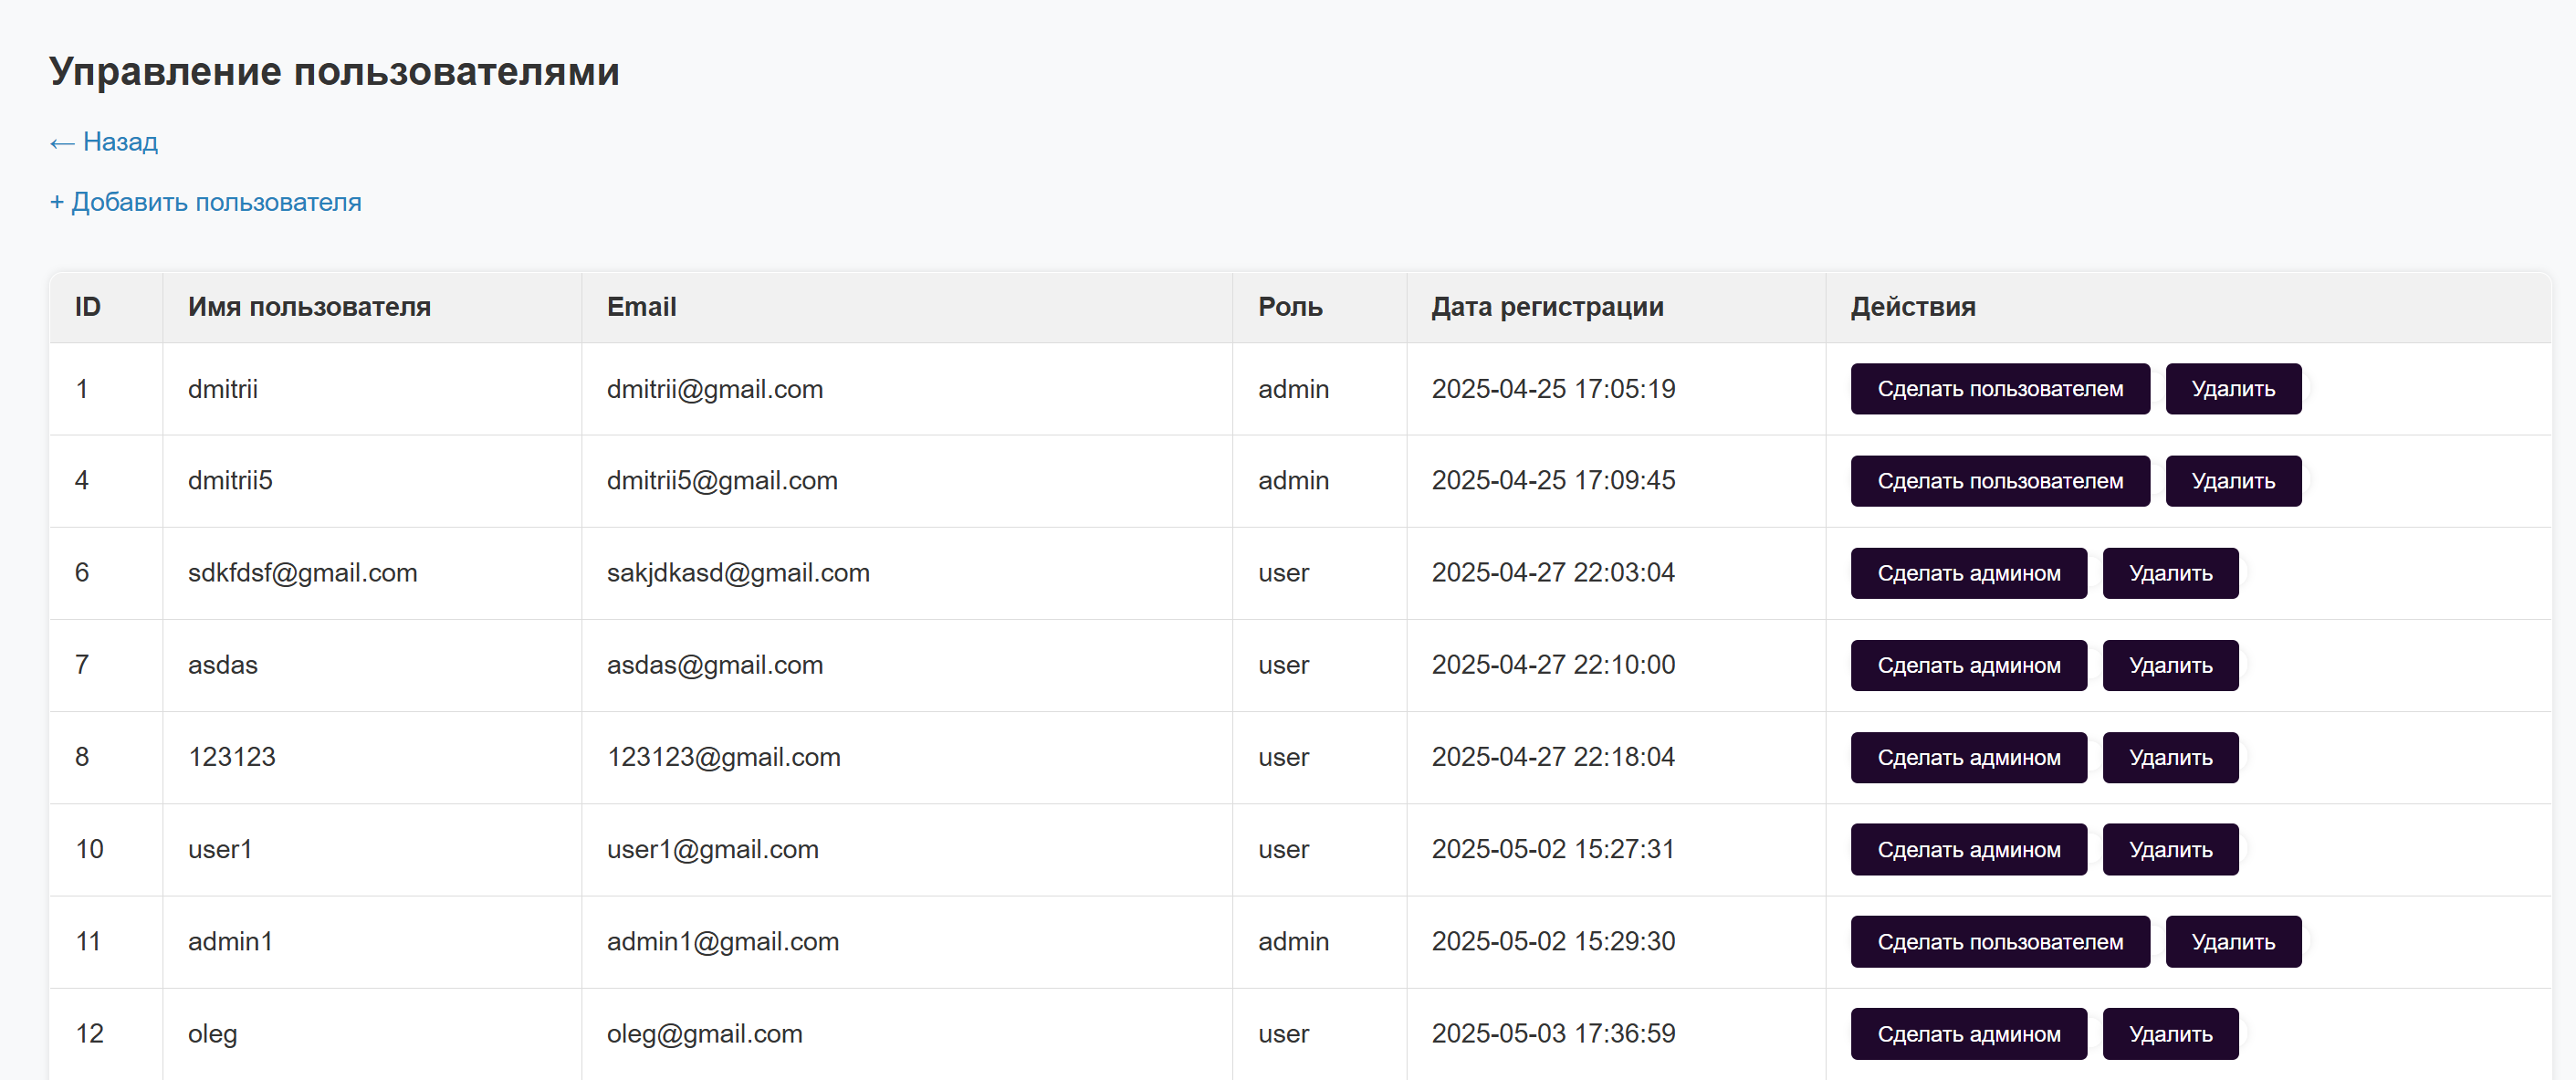 Управление пользователями
← Назад
+ Добавить пользователя
ID Имя пользователя Email Роль Дата регистрации Действия
1 dmitrii dmitrii@gmail.com admin 2025-04-25 17:05:19 Сделать пользователем Удалить
4 dmitrii5 dmitrii5@gmail.com admin 2025-04-25 17:09:45 Сделать пользователем Удалить
6 sdkfdsf@gmail.com sakjdkasd@gmail.com user 2025-04-27 22:03:04 Сделать админом Удалить
7 asdas asdas@gmail.com user 2025-04-27 22:10:00 Сделать админом Удалить
8 123123 123123@gmail.com user 2025-04-27 22:18:04 Сделать админом Удалить
10 user1 user1@gmail.com user 2025-05-02 15:27:31 Сделать админом Удалить
11 admin1 admin1@gmail.com admin 2025-05-02 15:29:30 Сделать пользователем Удалить
12 oleg oleg@gmail.com user 2025-05-03 17:36:59 Сделать админом Удалить